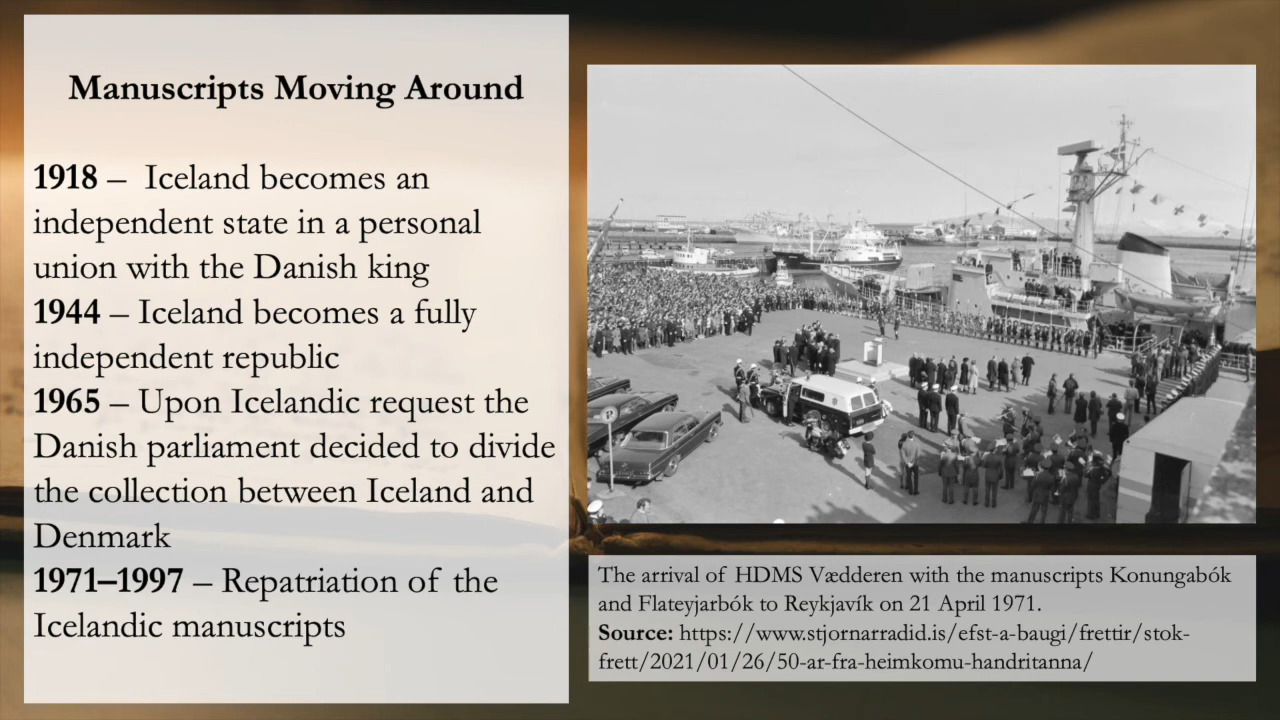 Manuscripts Moving Around
1918 –  Iceland becomes an
independent state in a personal
union with the Danish king
1944 – Iceland becomes a fully
independent republic
1965 – Upon Icelandic request the
Danish parliament decided to divide
the collection between Iceland and
Denmark
1971–1997 – Repatriation of the
Icelandic manuscripts
The arrival of HDMS Vædderen with the manuscripts Konungabók
and Flateyjarbók to Reykjavík on 21 April 1971.
Source: https://www.stjornarradid.is/efst-a-baugi/frettir/stok-
frett/2021/01/26/50-ar-fra-heimkomu-handritanna/